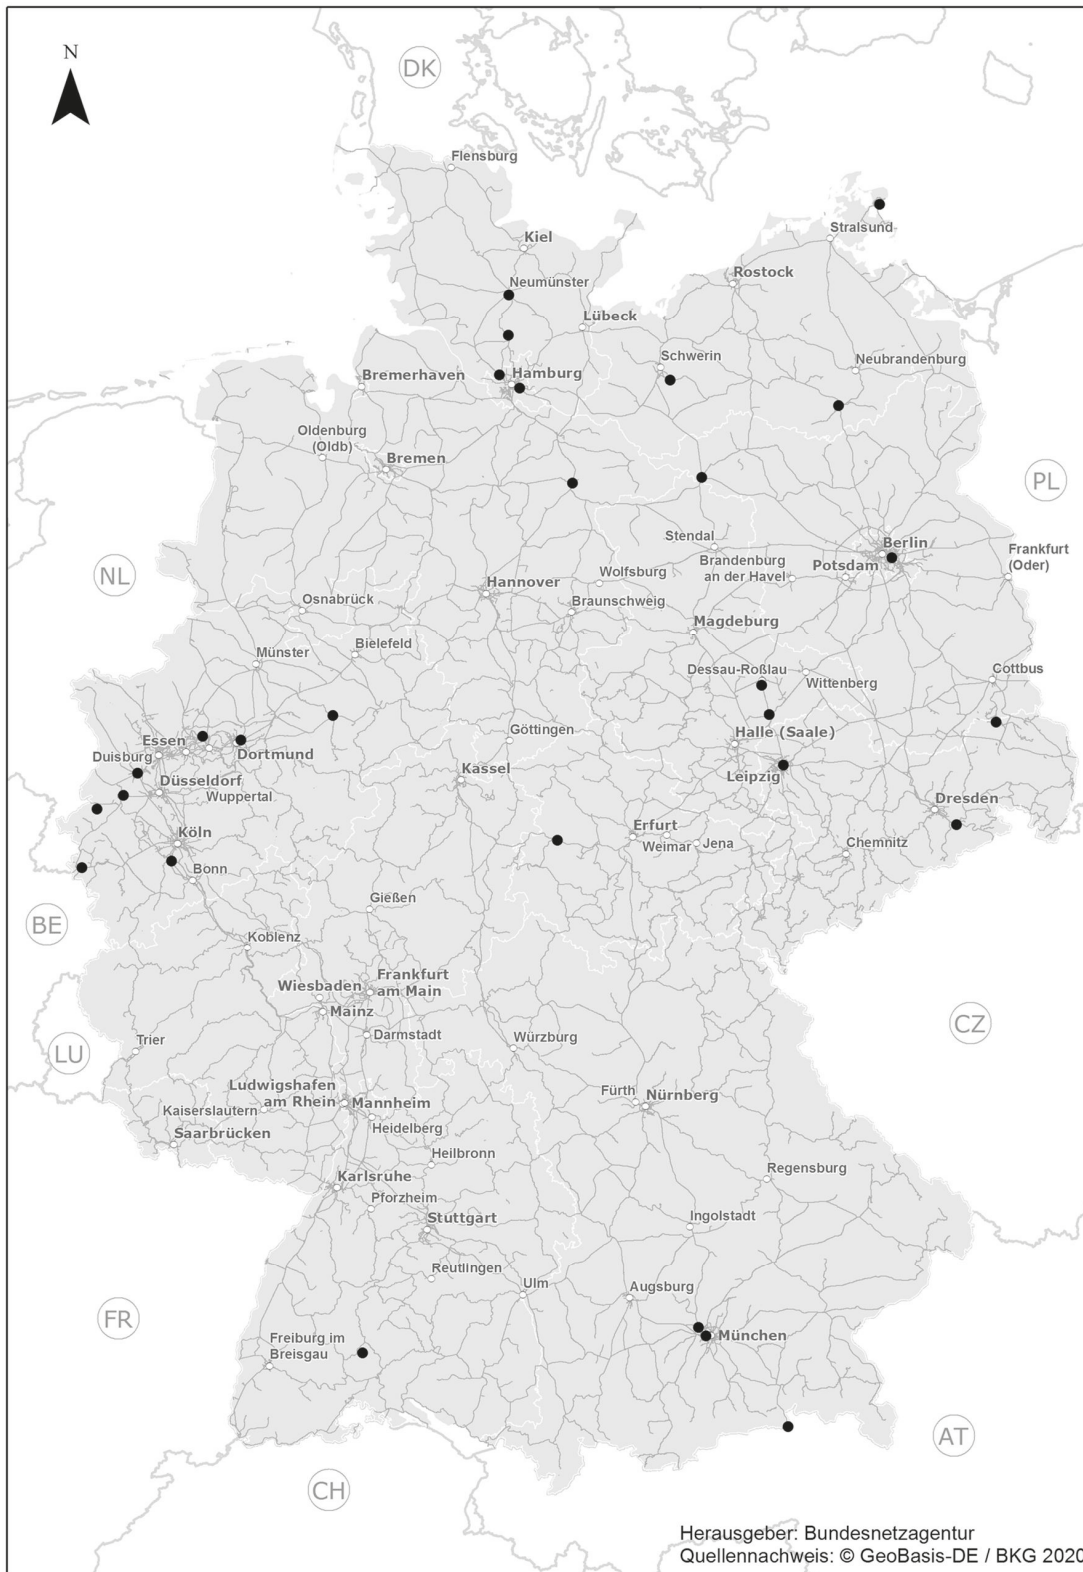 N
DK
Flensburg
Kiel
Stralsund
Rostock
Neumünster
Lübeck
Schwerin
Neubrandenburg
Bremerhaven
Hamburg
Oldenburg
(Oldb)
Bremen
PL
Stendal
Berlin
Brandenburg
an der Havel
Potsdam
Frankfurt
(Oder)
NL
Wolfsburg
Hannover
Osnabrück
Braunschweig
Magdeburg
Bielefeld
Münster
Dessau-Roßlau
Wittenberg
Cottbus
Göttingen
Halle (Saale)
Essen
Duisburg
Dortmund
Düsseldorf
Wuppertal
Kassel
Leipzig
Dresden
Köln
Erfurt
Weimar
Jena
Chemnitz
Bonn
BE
Gießen
Koblenz
Frankfurt
am Main
Wiesbaden
Mainz
CZ
LU
Trier
Darmstadt
Würzburg
Ludwigshafen
am Rhein
Mannheim
Kaiserslautern
Heidelberg
Fürth
Nürnberg
Saarbrücken
Heilbronn
Karlsruhe
Regensburg
Pforzheim
Stuttgart
Ingolstadt
Reutlingen
Ulm
Augsburg
FR
Freiburg im
Breisgau
München
AT
CH
Herausgeber: Bundesnetzagentur
Quellennachweis: © GeoBasis-DE / BKG 2020